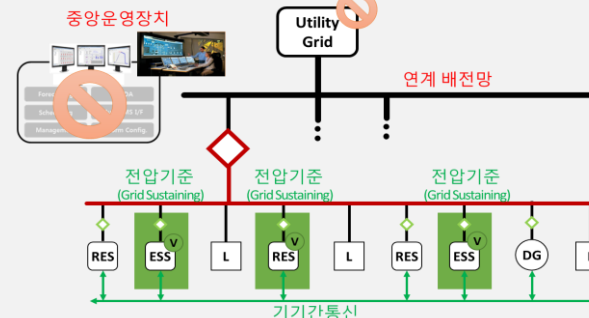 중앙운영장치
Utility
Grid
연계 배전망
전압기준
(Grid Sustaining)
전압기준
(Grid Sustaining)
전압기준
(Grid Sustaining)
V
V
V
RES
ESS
L
RES
L
RES
ESS
DG
기기간통신